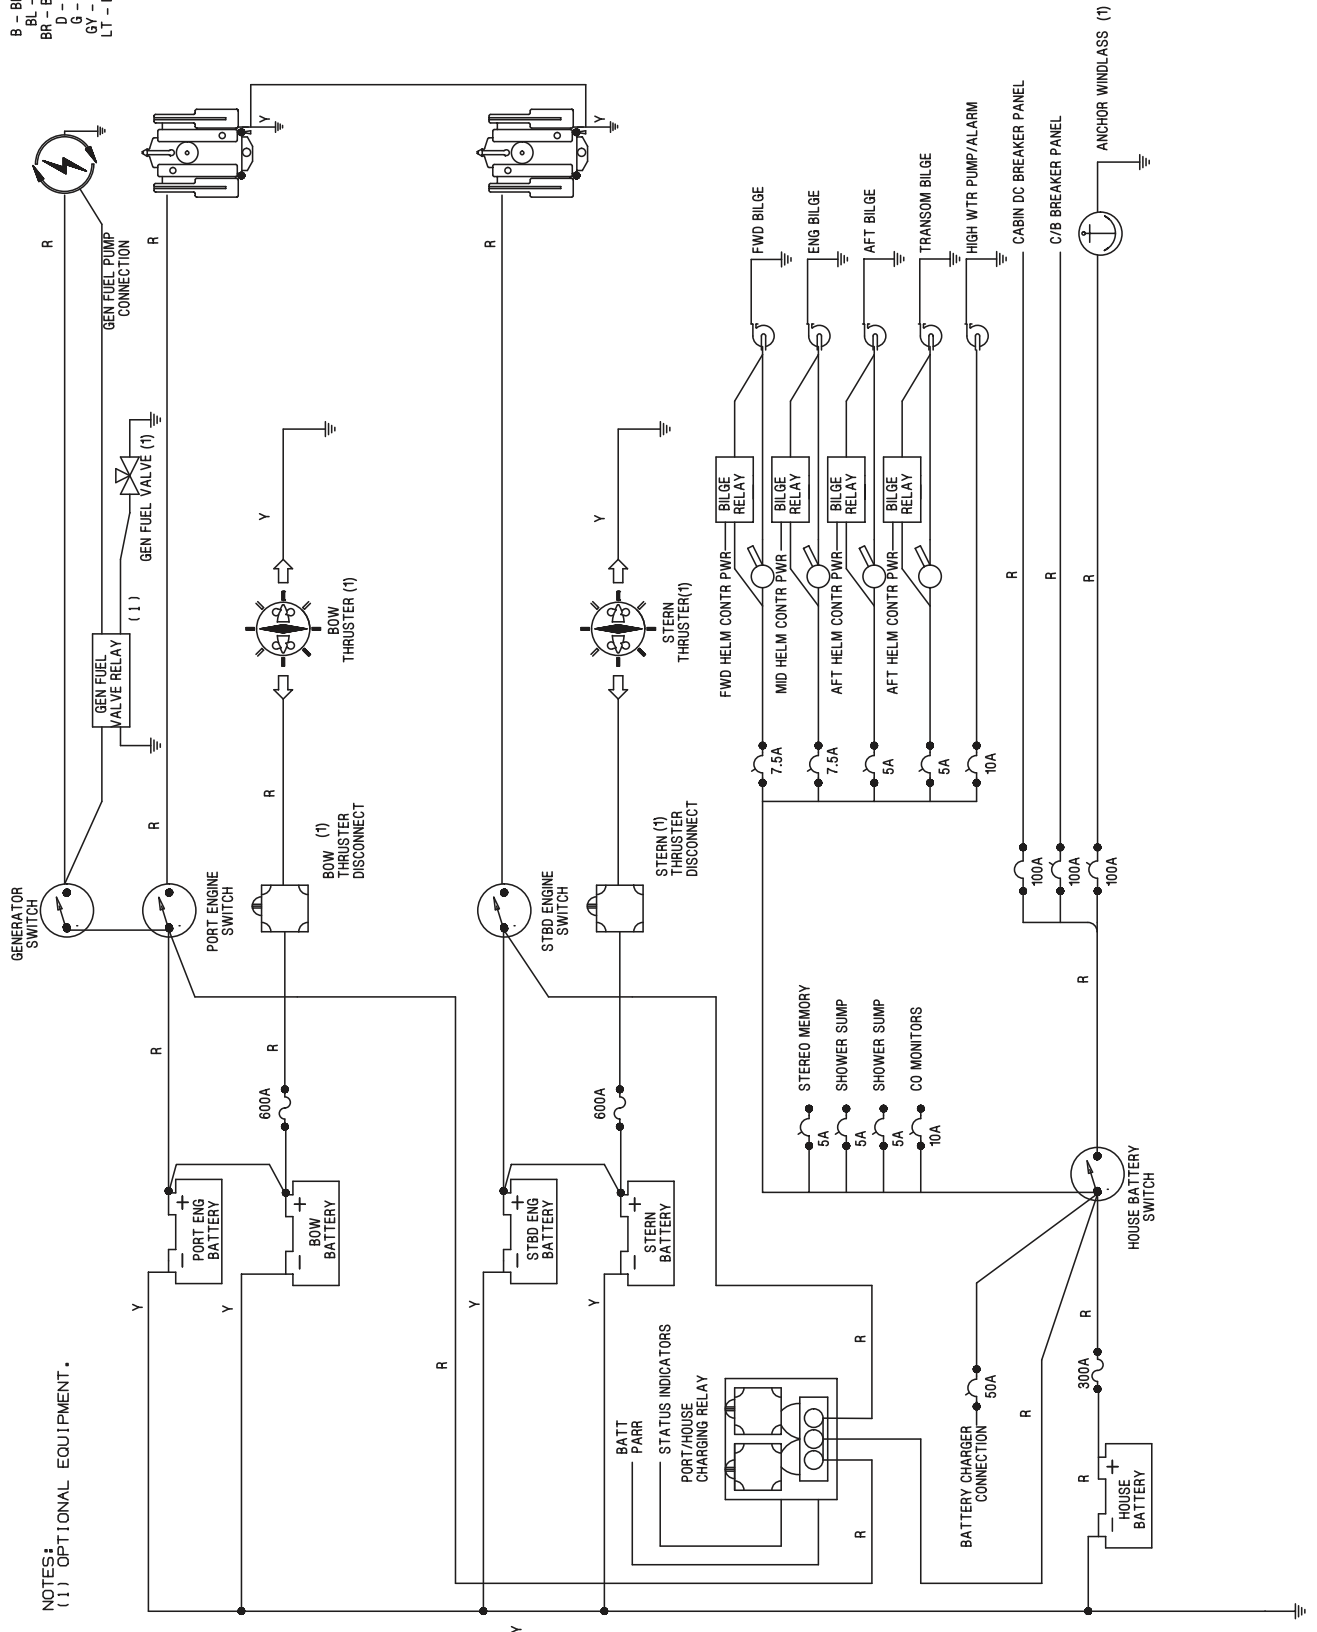 B –
BL –
BR –
D –
G –
GY –
LT –
NOTES:
(1) OPTIONAL EQUIPMENT.
GENERATOR
SWITCH
R
GEN FUEL PUMP
CONNECTION
GEN FUEL
VALVE RELAY
(1)
GEN FUEL VALVE (1)
PORT ENGINE
SWITCH
R
R
R
Y
PORT ENG
BATTERY
+
–
Y
BOW
BATTERY
+
–
Y
600A
R
BOW (1)
THRUSTER
DISCONNECT
R
BOW
THRUSTER (1)
Y
R
STBD ENGINE
SWITCH
R
Y
STBD ENG
BATTERY
+
–
Y
STERN
BATTERY
+
–
Y
600A
STERN (1)
THRUSTER
DISCONNECT
STERN
THRUSTER(1)
Y
Y
BATT
PARR
STATUS INDICATORS
PORT/HOUSE
CHARGING RELAY
R
R
FWD BILGE
ENG BILGE
AFT BILGE
TRANSOM BILGE
HIGH WTR PUMP/ALARM
CABIN DC BREAKER PANEL
C/B BREAKER PANEL
ANCHOR WINDLASS (1)
BILGE
RELAY
BILGE
RELAY
BILGE
RELAY
BILGE
RELAY
FWD HELM CONTR PWR
MID HELM CONTR PWR
AFT HELM CONTR PWR
AFT HELM CONTR PWR
7.5A
7.5A
5A
5A
10A
R
R
R
100A
100A
100A
R
STEREO MEMORY
SHOWER SUMP
SHOWER SUMP
CO MONITORS
5A
5A
5A
10A
HOUSE BATTERY
SWITCH
BATTERY CHARGER
CONNECTION
50A
R
300A
R
R
HOUSE
BATTERY
+
–